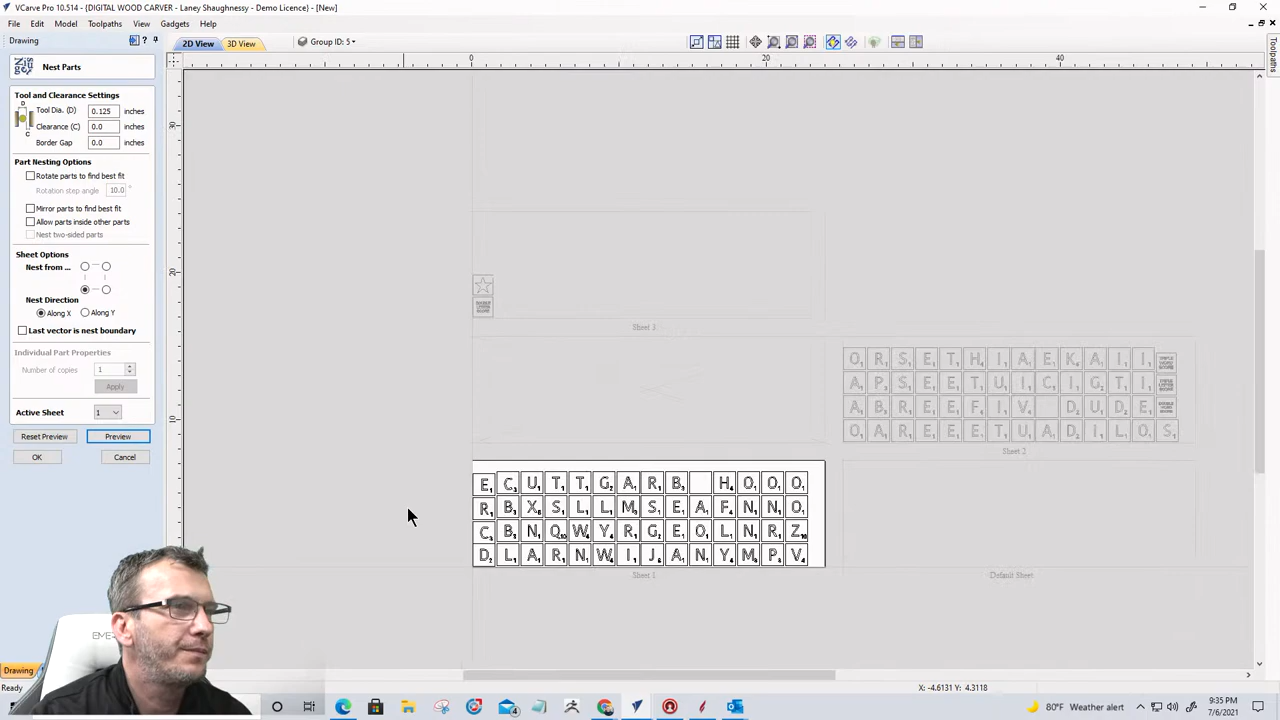 VCarve Pro 10.514 - {DIGITAL WOOD CARVER - Laney Shaughnessy - Demo Licence} - [New]
File Edit Model Toolpaths View Gadgets Help
Drawing
2D View 3D View Group ID: 5
Nest Parts
Tool and Clearance Settings
Tool Dia. (D) 0.125 inches
Clearance (C) 0.0 inches
Border Gap 0.0 inches
Part Nesting Options
Rotate parts to find best fit
Rotation step angle 10.0 °
Mirror parts to find best fit
Allow parts inside other parts
Nest two-sided parts
Sheet Options
Nest from ...
Nest Direction
Along X Along Y
Last vector is nest boundary
Individual Part Properties
Number of copies 1
Apply
Active Sheet 1
Reset Preview Preview
OK Cancel
0 20 40
30
20
10
Sheet 3
O R S E T H I A E K A I I
A P S E E T U I C I G T I
A B R E E F I V D U D E
O A R E E T U A D I L O S
Sheet 2
E C U T T G A R B H O O O
R B X S L L M S E A F N N O
C B N Q W Y R G E O L N R Z
D L A R N W I J A N Y M P V
Sheet 1
Default Sheet
Toolpaths
Drawing
Ready
X: -4.6131 Y: 4.3118
80°F Weather alert
9:35 PM
7/6/2021